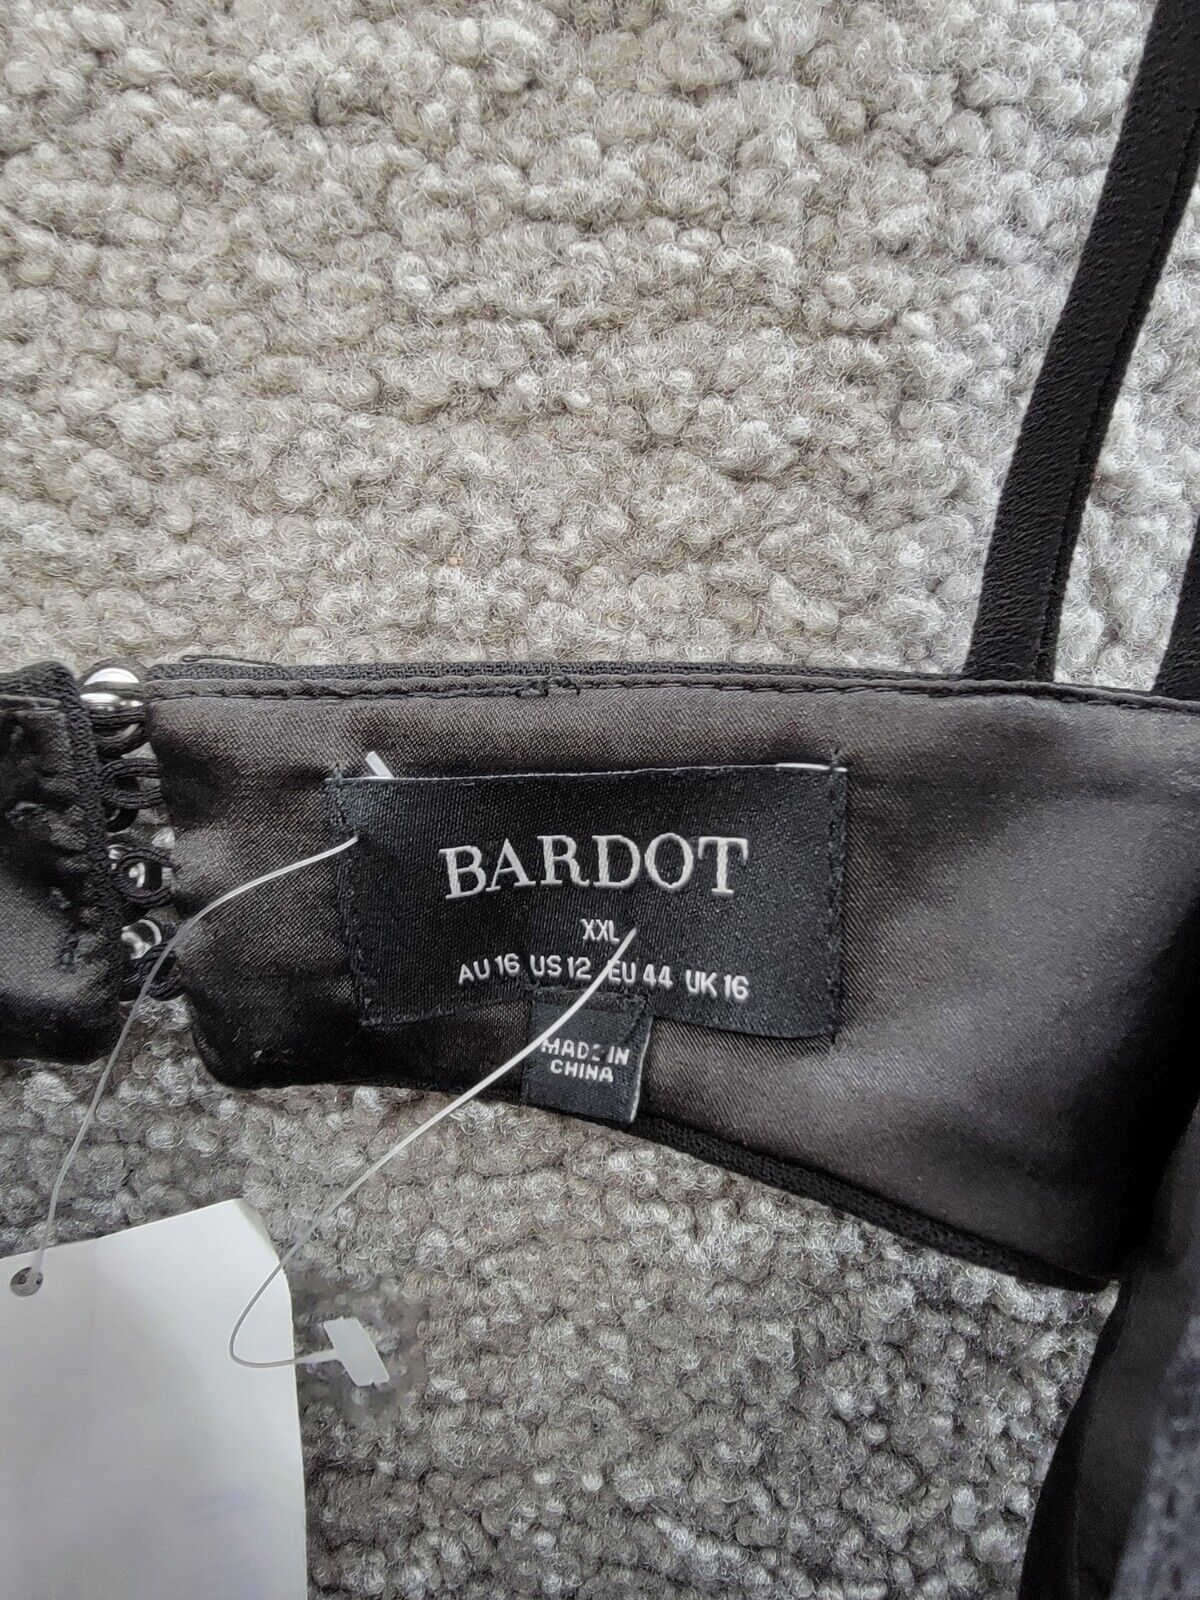 BARDOT
XXL
AU 16 US 12 EU 44 UK 16
MADE IN
CHINA